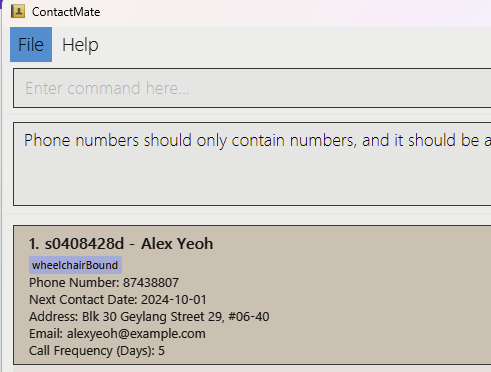 ContactMate
File Help
Enter command here...
Phone numbers should only contain numbers, and it should be a
1. s0408428d - Alex Yeoh
wheelchairBound
Phone Number: 87438807
Next Contact Date: 2024-10-01
Address: Blk 30 Geylang Street 29, #06-40
Email: alexyeoh@example.com
Call Frequency (Days): 5